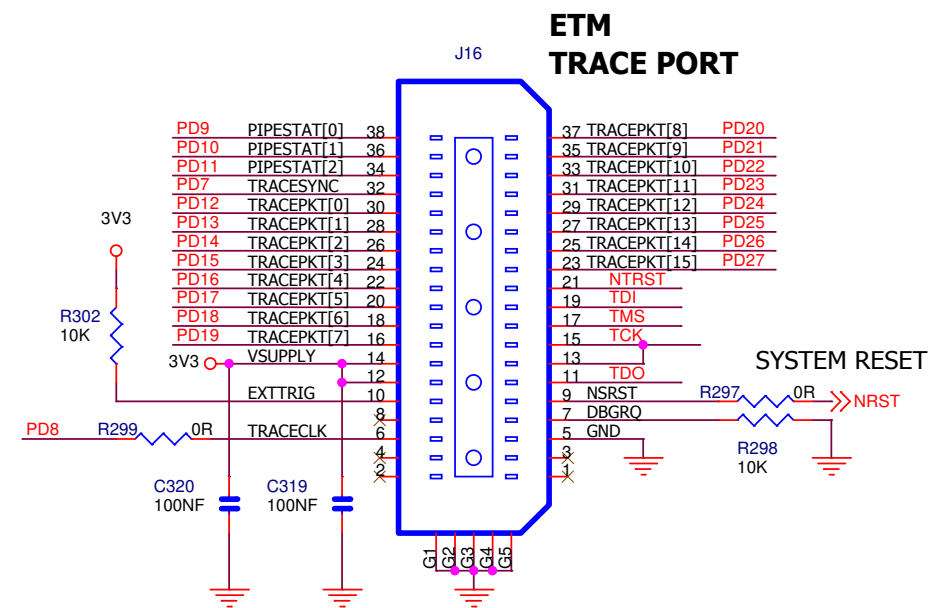 ETM
TRACE PORT
J16
PD9 PIPESTAT[0] 38
PD10 PIPESTAT[1] 36
PD11 PIPESTAT[2] 34
PD7 TRACESYNC 32
PD12 TRACEPKT[0] 30
PD13 TRACEPKT[1] 28
PD14 TRACEPKT[2] 26
PD15 TRACEPKT[3] 24
PD16 TRACEPKT[4] 22
PD17 TRACEPKT[5] 20
PD18 TRACEPKT[6] 18
PD19 TRACEPKT[7] 16
3V3 VSUPPLY 14
12
EXTTRIG 10
8
PD8 R299 0R TRACECLK 6
4
2
3V3
R302
10K
C320
100NF
C319
100NF
37 TRACEPKT[8] PD20
35 TRACEPKT[9] PD21
33 TRACEPKT[10] PD22
31 TRACEPKT[11] PD23
29 TRACEPKT[12] PD24
27 TRACEPKT[13] PD25
25 TRACEPKT[14] PD26
23 TRACEPKT[15] PD27
21 NTRST
19 TDI
17 TMS
15 TCK
13
11 TDO
SYSTEM RESET
9 NSRST R297 0R NRST
7 DBGRQ
5 GND
3
1
R298
10K
G1 G2 G3 G4 G5